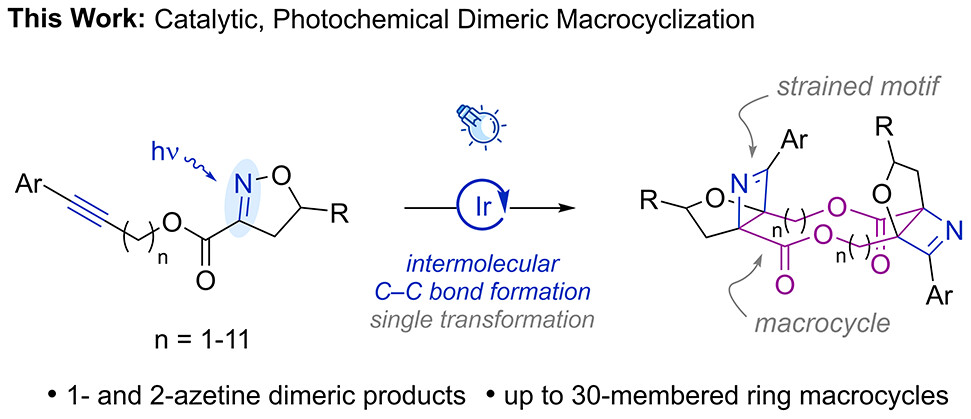 This Work: Catalytic, Photochemical Dimeric Macrocyclization
strained motif
hν
Ar
n
O
O
N
O
R
n = 1-11
Ir
intermolecular
C–C bond formation
single transformation
R
O
N
Ar
n
O
O
O
O
n
R
O
N
Ar
macrocycle
• 1- and 2-azetine dimeric products • up to 30-membered ring macrocycles